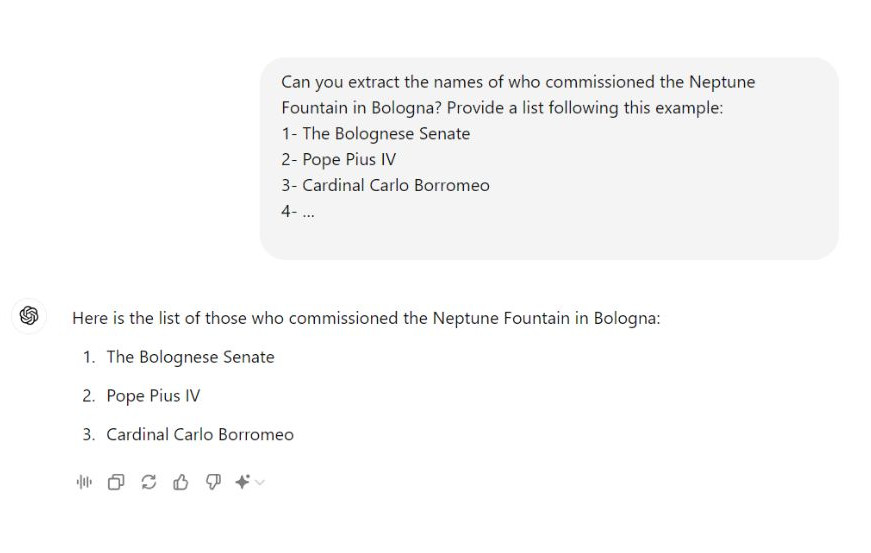 Can you extract the names of who commissioned the Neptune
Fountain in Bologna? Provide a list following this example:
1- The Bolognese Senate
2- Pope Pius IV
3- Cardinal Carlo Borromeo
4- ...
Here is the list of those who commissioned the Neptune Fountain in Bologna:
1. The Bolognese Senate
2. Pope Pius IV
3. Cardinal Carlo Borromeo